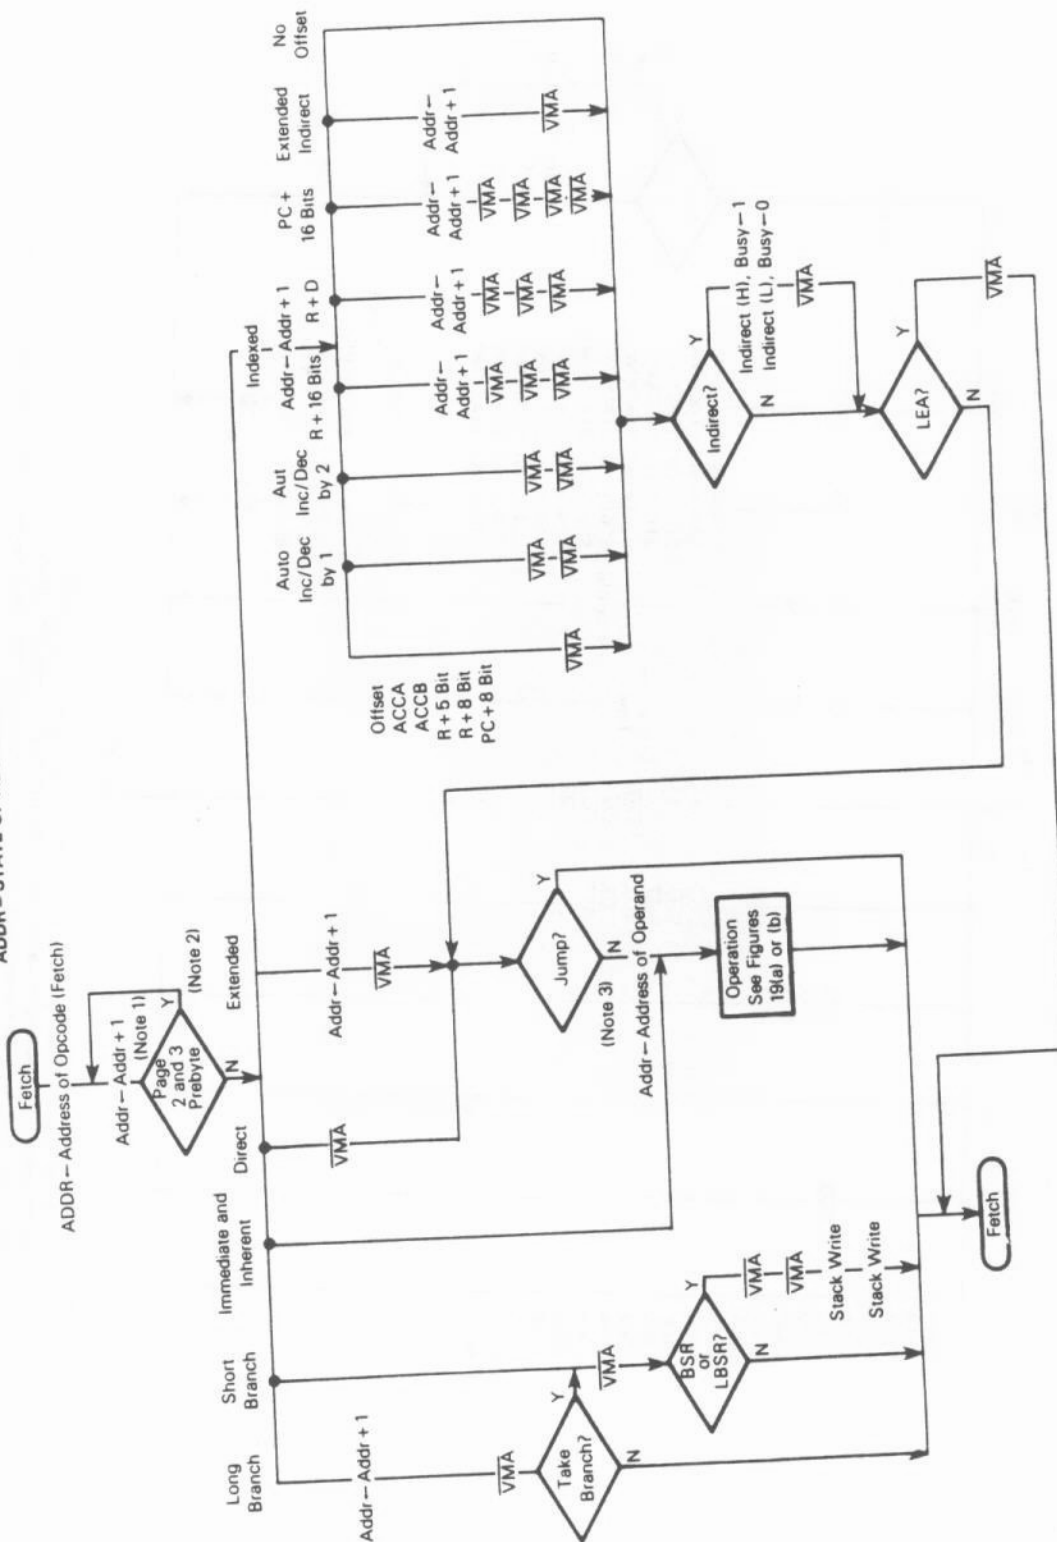 Fetch
ADDR←Address of Opcode (Fetch)
Addr←Addr+1
(Note 1)
Page
2 and 3
Prebyte
Y
(Note 2)
N
Long
Branch
Short
Branch
Immediate and
Inherent
Direct
Extended
Indexed
Addr←Addr+1
VMA
Take
Branch?
Y
N
VMA
BSR
or
LBSR?
Y
N
VMA
VMA
Stack Write
Stack Write
VMA
Addr←Addr+1
VMA
Jump?
Y
(Note 3)
N
Addr←Address of Operand
Operation
See Figures
19(a) or (b)
Fetch
Addr←Addr+1
Offset
ACCA
ACCB
R+5 Bit
R+8 Bit
PC+8 Bit
VMA
Auto
Inc/Dec
by 1
VMA
VMA
Aut
Inc/Dec
by 2
VMA
VMA
R+16 Bits
Addr←
Addr+1
VMA
VMA
VMA
R+D
Addr←
Addr+1
VMA
VMA
VMA
PC+
16 Bits
Addr←
Addr+1
VMA
VMA
VMA
VMA
Extended
Indirect
Addr←
Addr+1
VMA
No
Offset
Indirect?
Y
N
Indirect (H), Busy←1
Indirect (L), Busy←0
VMA
LEA?
Y
N
VMA